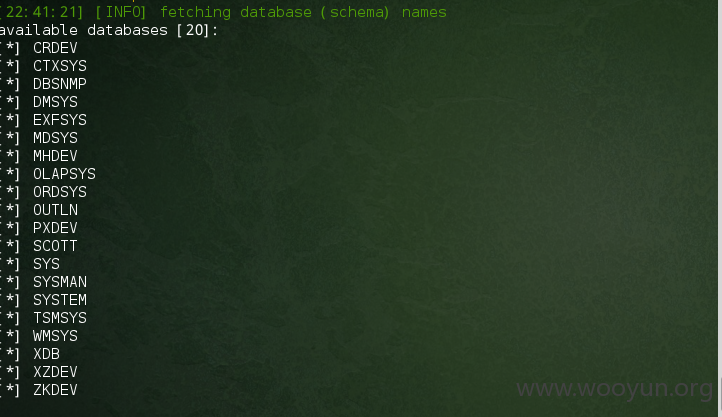 [22:41:21] [INFO] fetching database (schema) names
available databases [20]:
[*] CRDEV
[*] CTXSYS
[*] DBSNMP
[*] DMSYS
[*] EXFSYS
[*] MDSYS
[*] MHDEV
[*] OLAPSYS
[*] ORDSYS
[*] OUTLN
[*] PXDEV
[*] SCOTT
[*] SYS
[*] SYSMAN
[*] SYSTEM
[*] TSMSYS
[*] WMSYS
[*] XDB
[*] XZDEV
[*] ZKDEV
www.wooyun.org